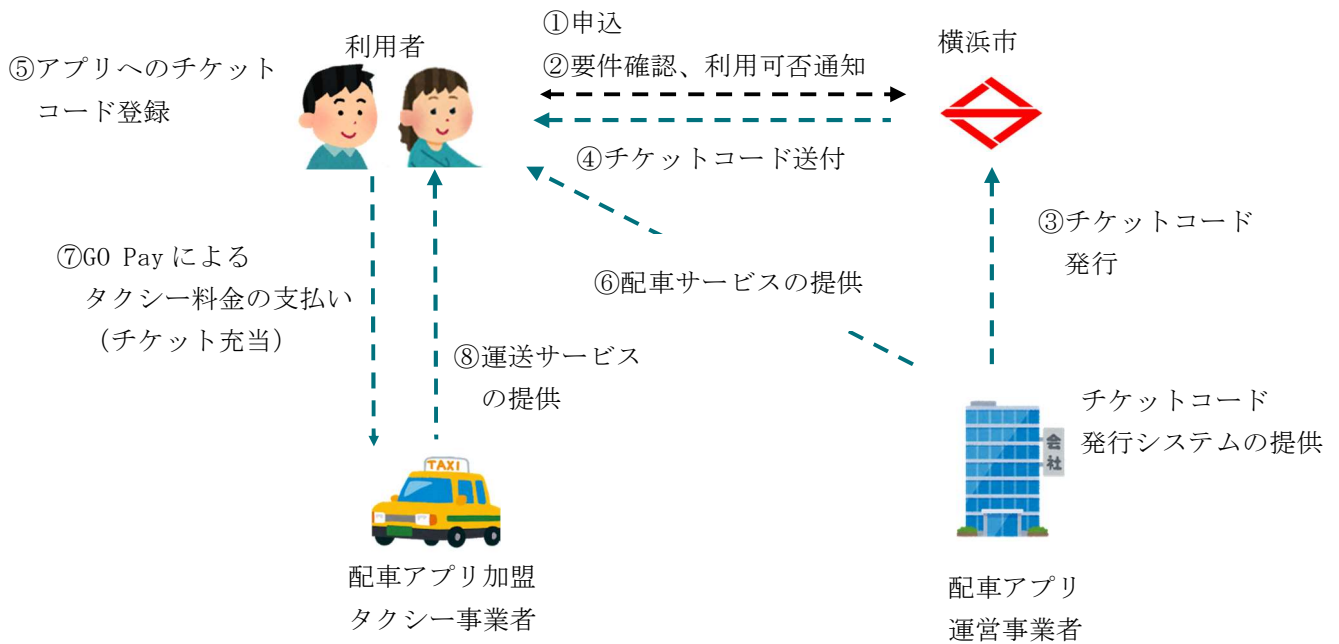 ①申込
利用者
横浜市
②要件確認、利用可否通知
⑤アプリへのチケット
コード登録
④チケットコード送付
③チケットコード
発行
⑦GO Payによる
タクシー料金の支払い
（チケット充当）
⑥配車サービスの提供
⑧運送サービス
の提供
チケットコード
発行システムの提供
会社
TAXI
配車アプリ加盟
タクシー事業者
配車アプリ
運営事業者